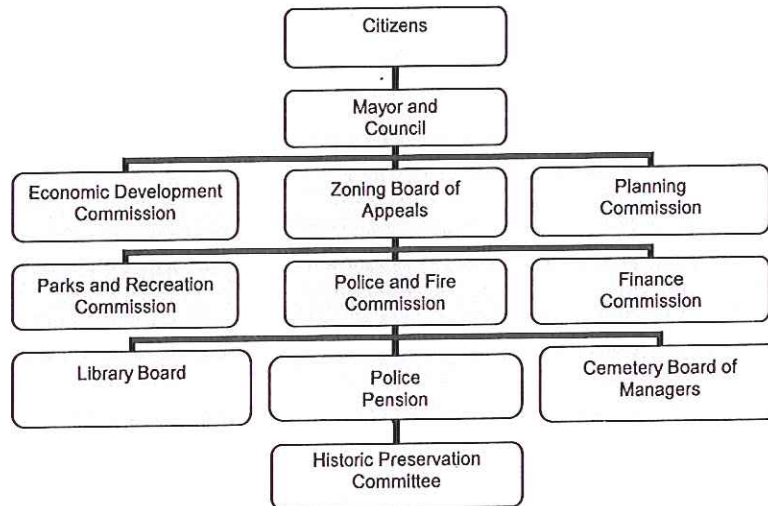 Citizens
Mayor and
Council
Economic Development
Commission
Zoning Board of
Appeals
Planning
Commission
Parks and Recreation
Commission
Police and Fire
Commission
Finance
Commission
Library Board
Police
Pension
Cemetery Board of
Managers
Historic Preservation
Committee